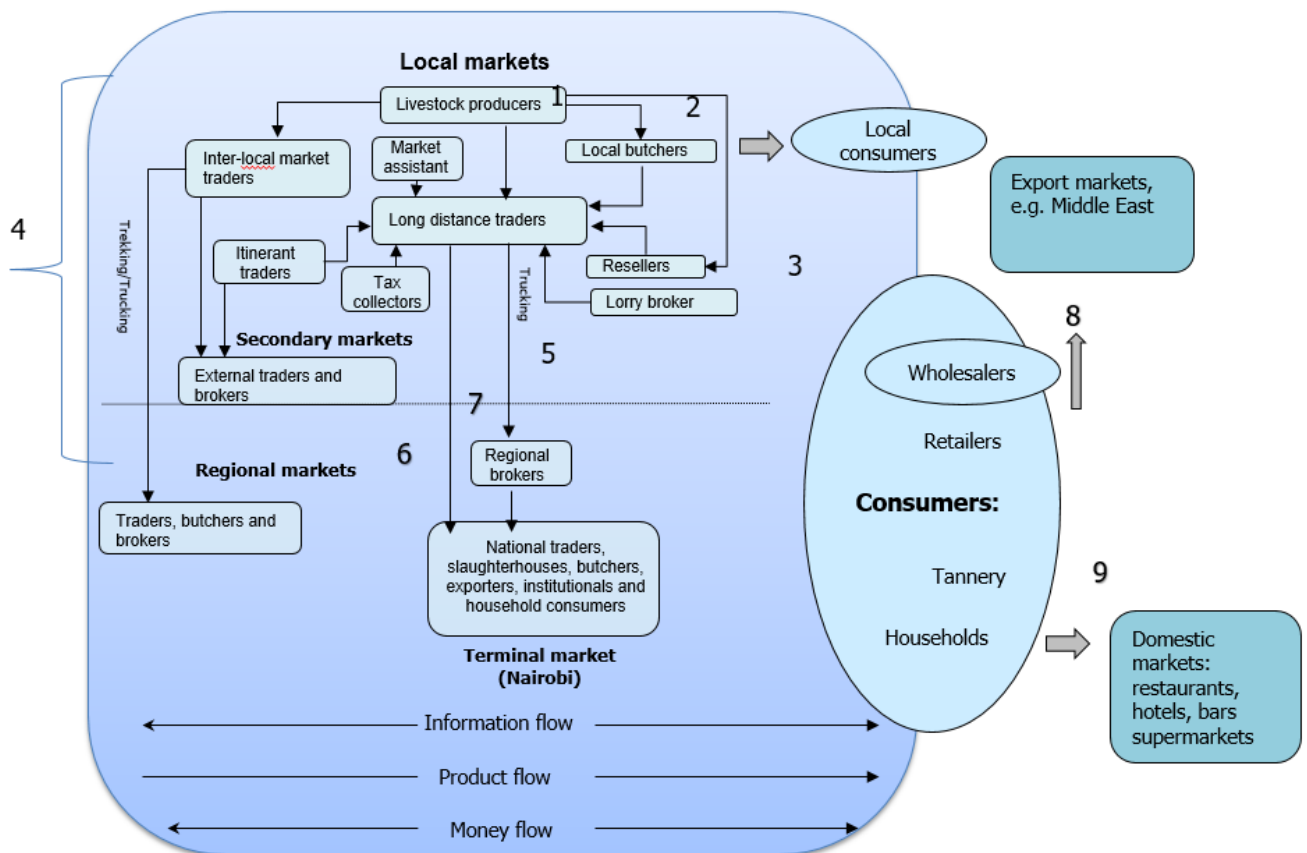 Local markets
Livestock producers
1
2
Local butchers
Local
consumers
Market
assistant
Inter-local market
traders
Export markets,
e.g. Middle East
4
Trekking/Trucking
Long distance traders
Itinerant
traders
Tax
collectors
Trucking
Resellers
3
Lorry broker
Secondary markets
5
External traders and
brokers
7
8
Wholesalers
Retailers
6
Regional markets
Regional
brokers
Consumers:
Traders, butchers and
brokers
National traders,
slaughterhouses, butchers,
exporters, institutionals and
household consumers
Tannery
9
Households
Terminal market
(Nairobi)
Domestic
markets:
restaurants,
hotels, bars
supermarkets
Information flow
Product flow
Money flow